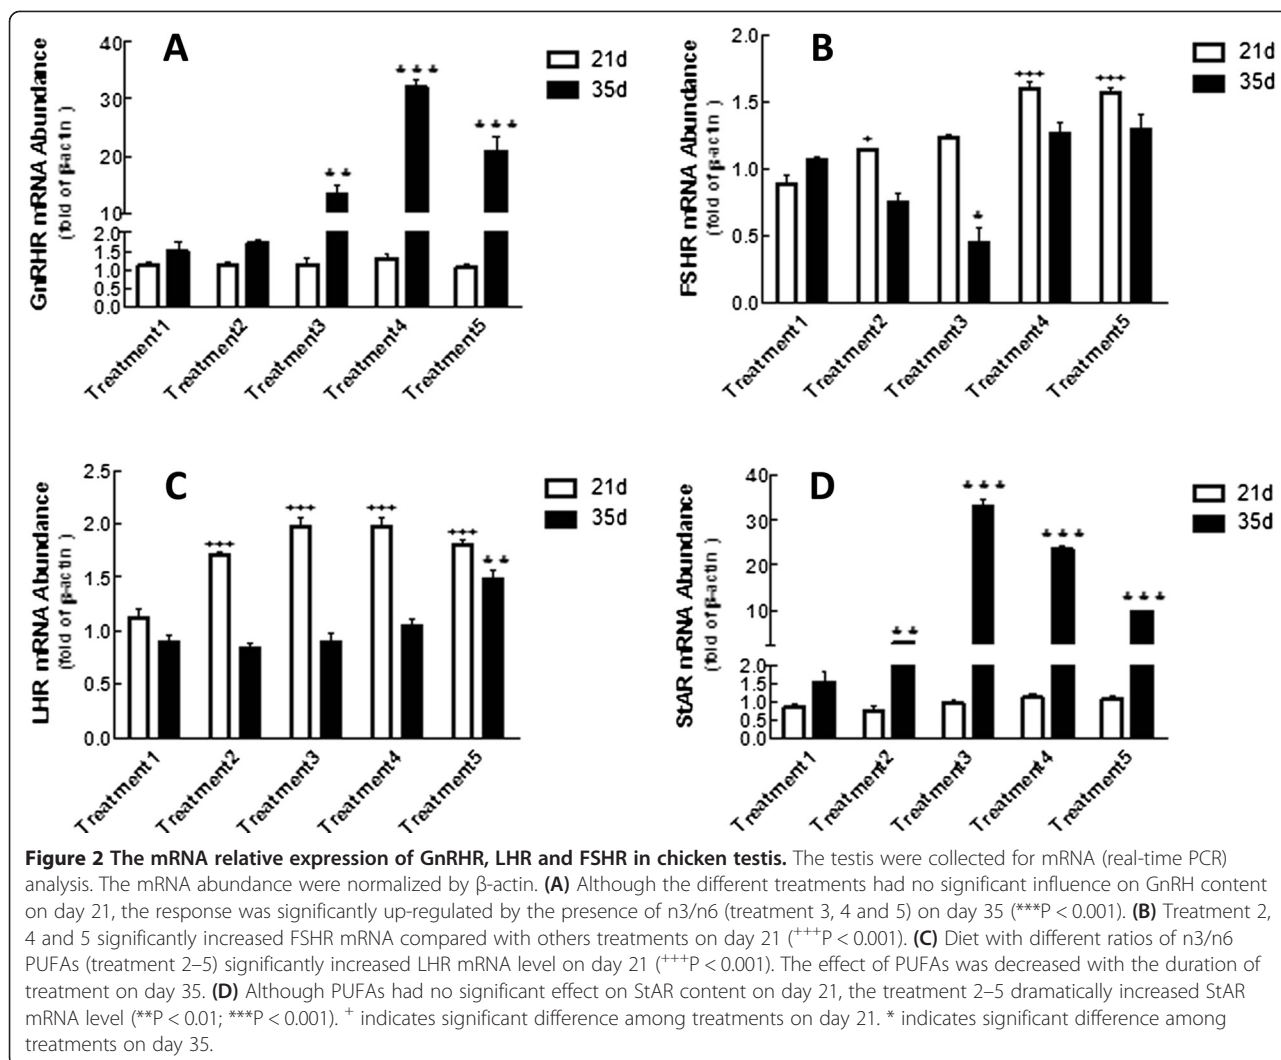 A
GnRHR mRNA Abundance
(fold of β-actin)
40
30
20
10
2.0
1.5
1.0
0.5
0.0
***
***
**
21d
35d
Treatment1
Treatment2
Treatment3
Treatment4
Treatment5
B
FSHR mRNA Abundance
(fold of β-actin)
2.0
1.5
1.0
0.5
0.0
+
*
+++
+++
21d
35d
Treatment1
Treatment2
Treatment3
Treatment4
Treatment5
C
LHR mRNA Abundance
(fold of β-actin)
2.5
2.0
1.5
1.0
0.5
0.0
+++
+++
+++
+++
**
21d
35d
Treatment1
Treatment2
Treatment3
Treatment4
Treatment5
D
StAR mRNA Abundance
(fold of β-actin)
40
30
20
10
2.0
1.5
1.0
0.5
0.0
**
***
***
***
21d
35d
Treatment1
Treatment2
Treatment3
Treatment4
Treatment5
Figure 2 The mRNA relative expression of GnRHR, LHR and FSHR in chicken testis. The testis were collected for mRNA (real-time PCR)
analysis. The mRNA abundance were normalized by β-actin. (A) Although the different treatments had no significant influence on GnRH content
on day 21, the response was significantly up-regulated by the presence of n3/n6 (treatment 3, 4 and 5) on day 35 (***P < 0.001). (B) Treatment 2,
4 and 5 significantly increased FSHR mRNA compared with others treatments on day 21 (+++P < 0.001). (C) Diet with different ratios of n3/n6
PUFAs (treatment 2–5) significantly increased LHR mRNA level on day 21 (+++P < 0.001). The effect of PUFAs was decreased with the duration of
treatment on day 35. (D) Although PUFAs had no significant effect on StAR content on day 21, the treatment 2–5 dramatically increased StAR
mRNA level (**P < 0.01; ***P < 0.001). + indicates significant difference among treatments on day 21. * indicates significant difference among
treatments on day 35.